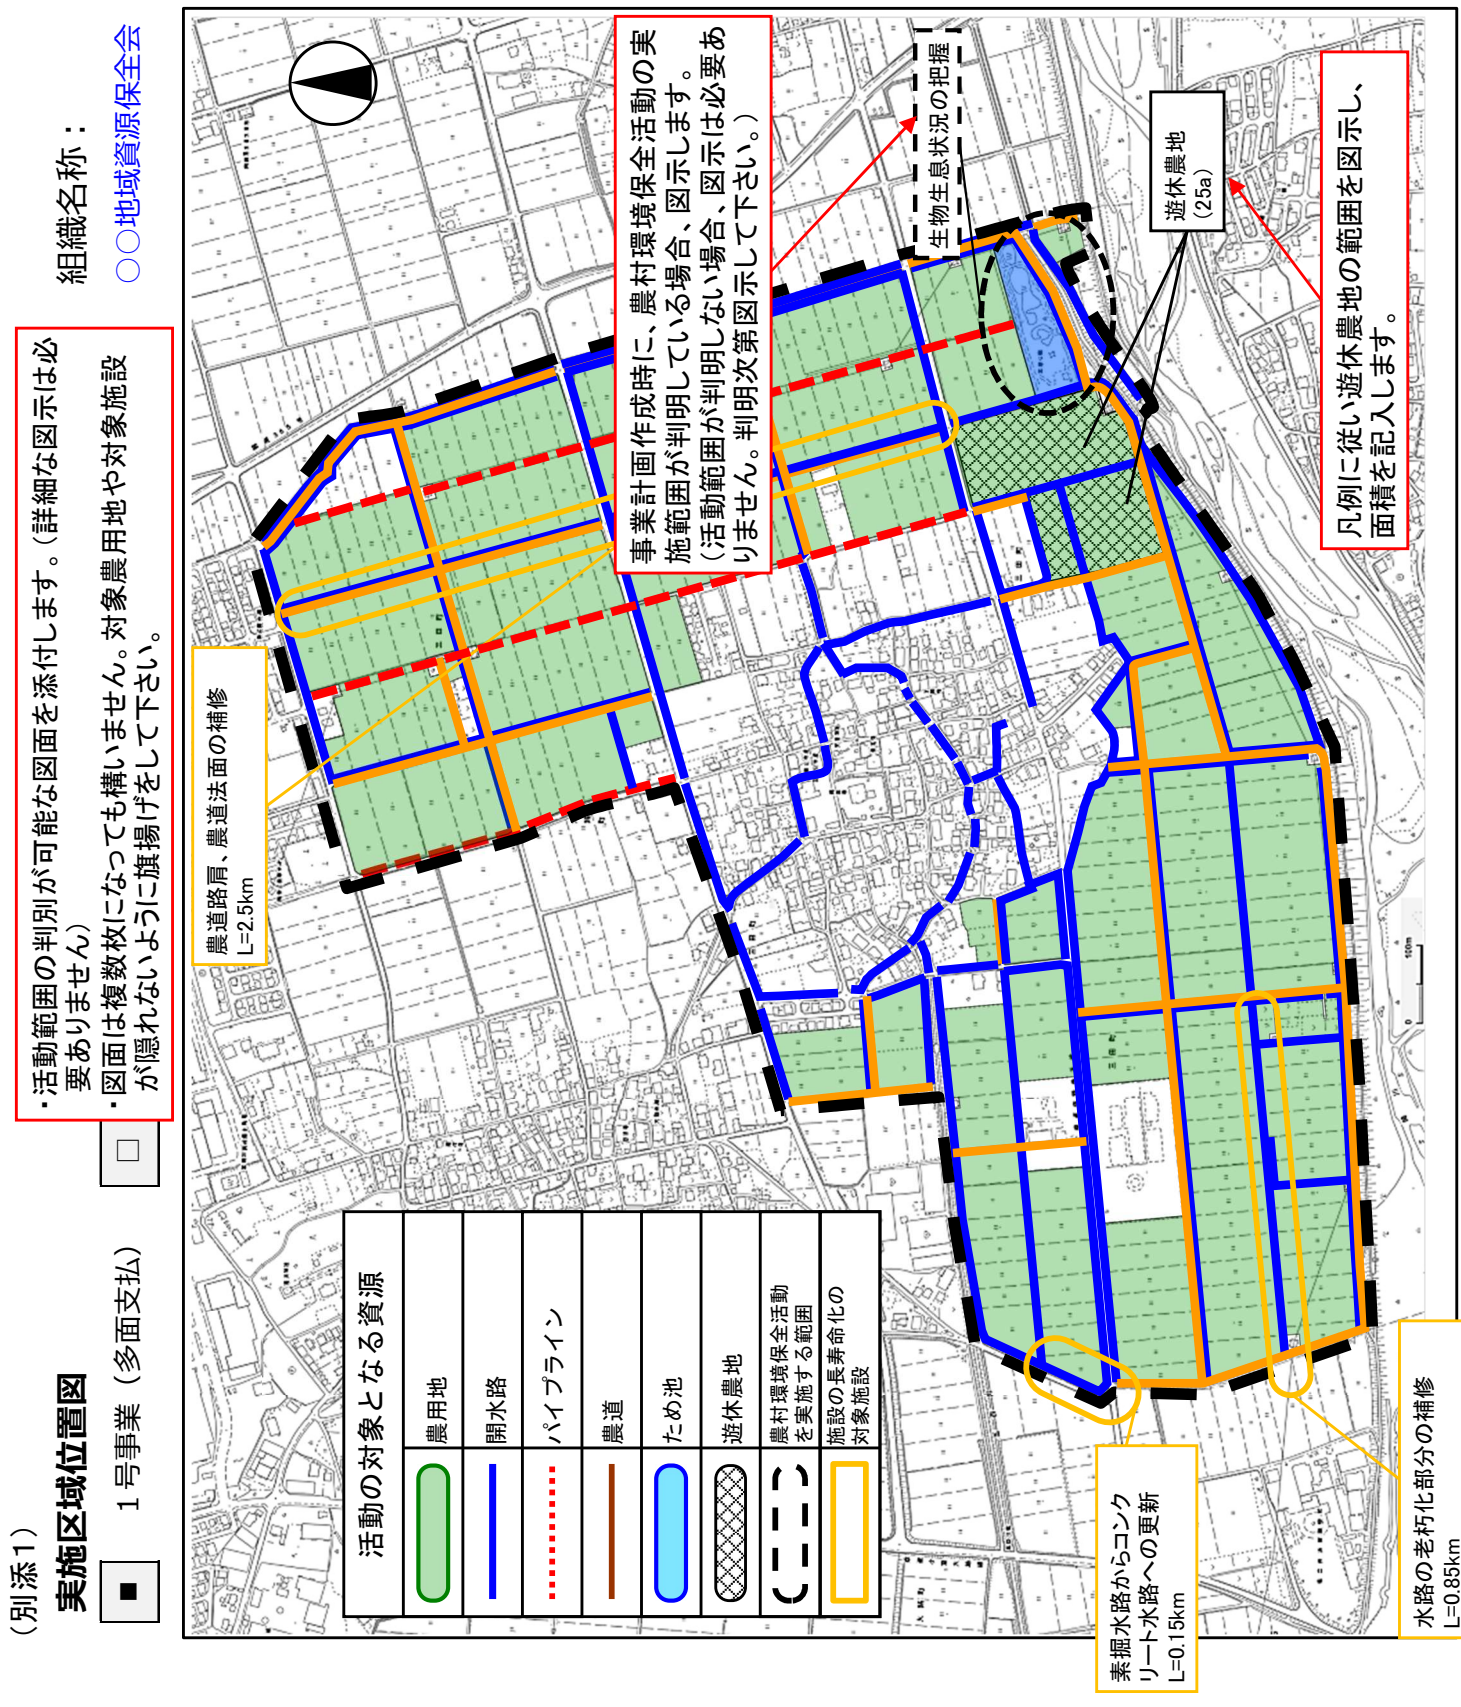 （別添１）
実施区域位置図
■
１号事業（多面支払）
□
組織名称：
○○地域資源保全会
・活動範囲の判別が可能な図面を添付します。（詳細な図示は必
要ありません）
・図面は複数枚になっても構いません。対象農用地や対象施設
が隠れないように旗揚げをして下さい。
農道路肩、農道法面の補修
L=2.5km
事業計画作成時に、農村環境保全活動の実
施範囲が判明している場合、図示します。
（活動範囲が判明しない場合、図示は必要あ
りません。判明次第図示して下さい。）
生物生息状況の把握
遊休農地
(25a)
凡例に従い遊休農地の範囲を図示し、
面積を記入します。
活動の対象となる資源
農用地
開水路
パイプライン
農道
ため池
遊休農地
農村環境保全活動
を実施する範囲
施設の長寿命化の
対象施設
素掘水路からコンク
リート水路への更新
L=0.15km
水路の老朽化部分の補修
L=0.85km
0
100m